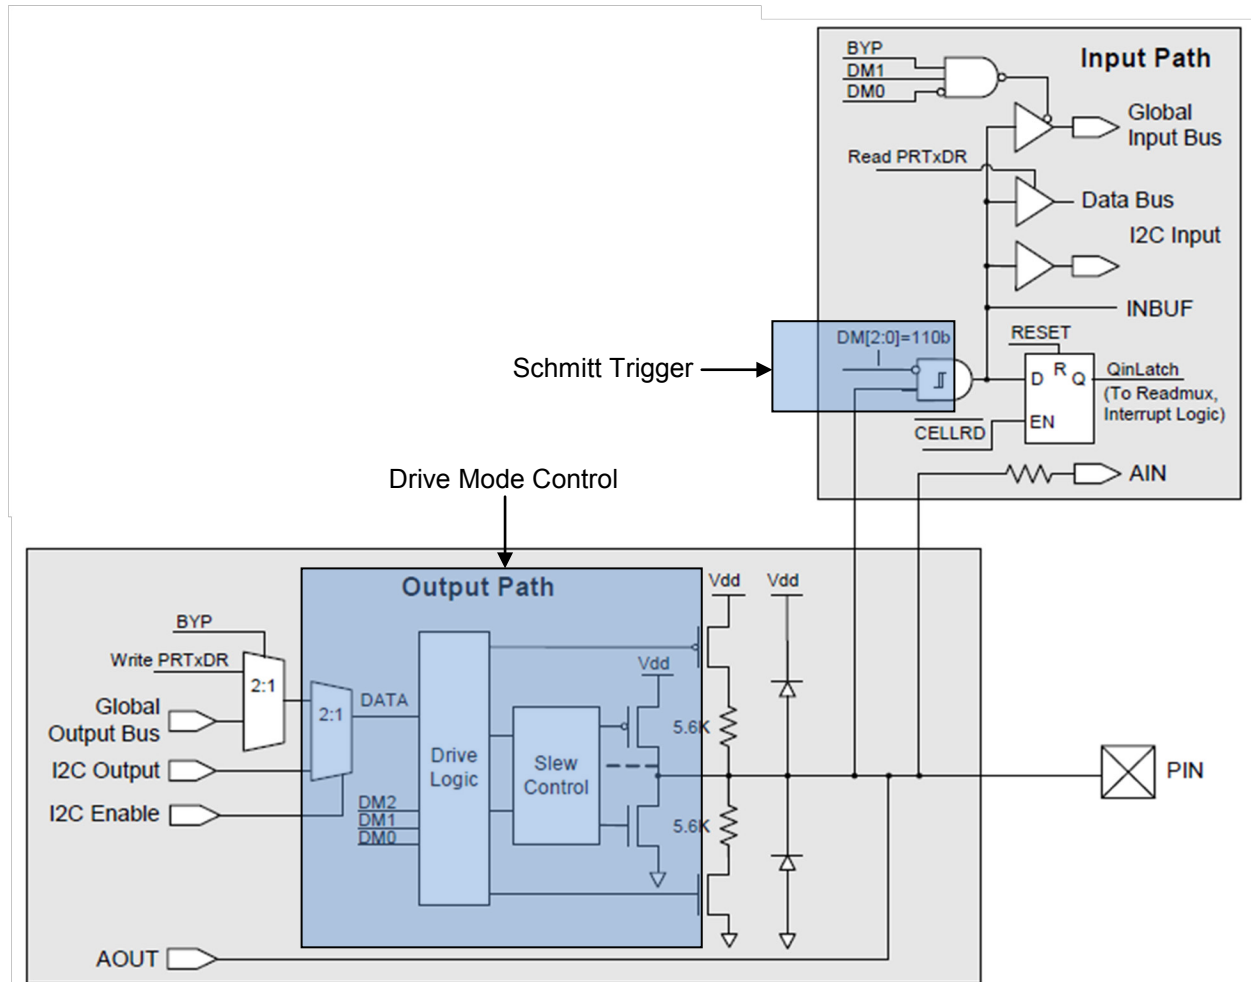 BYP
DM1
DM0
Input Path
Global
Input Bus
Read PRTxDR
Data Bus
I2C Input
INBUF
DM[2:0]=110b
RESET
Schmitt Trigger
D
R
Q
QinLatch
(To Readmux,
Interrupt Logic)
EN
CELLRD
AIN
Drive Mode Control
Output Path
Vdd
Vdd
BYP
Write PRTxDR
2:1
Vdd
Global
Output Bus
2:1
DATA
5.6K
Drive
Logic
Slew
Control
I2C Output
PIN
I2C Enable
DM2
DM1
DM0
5.6K
AOUT